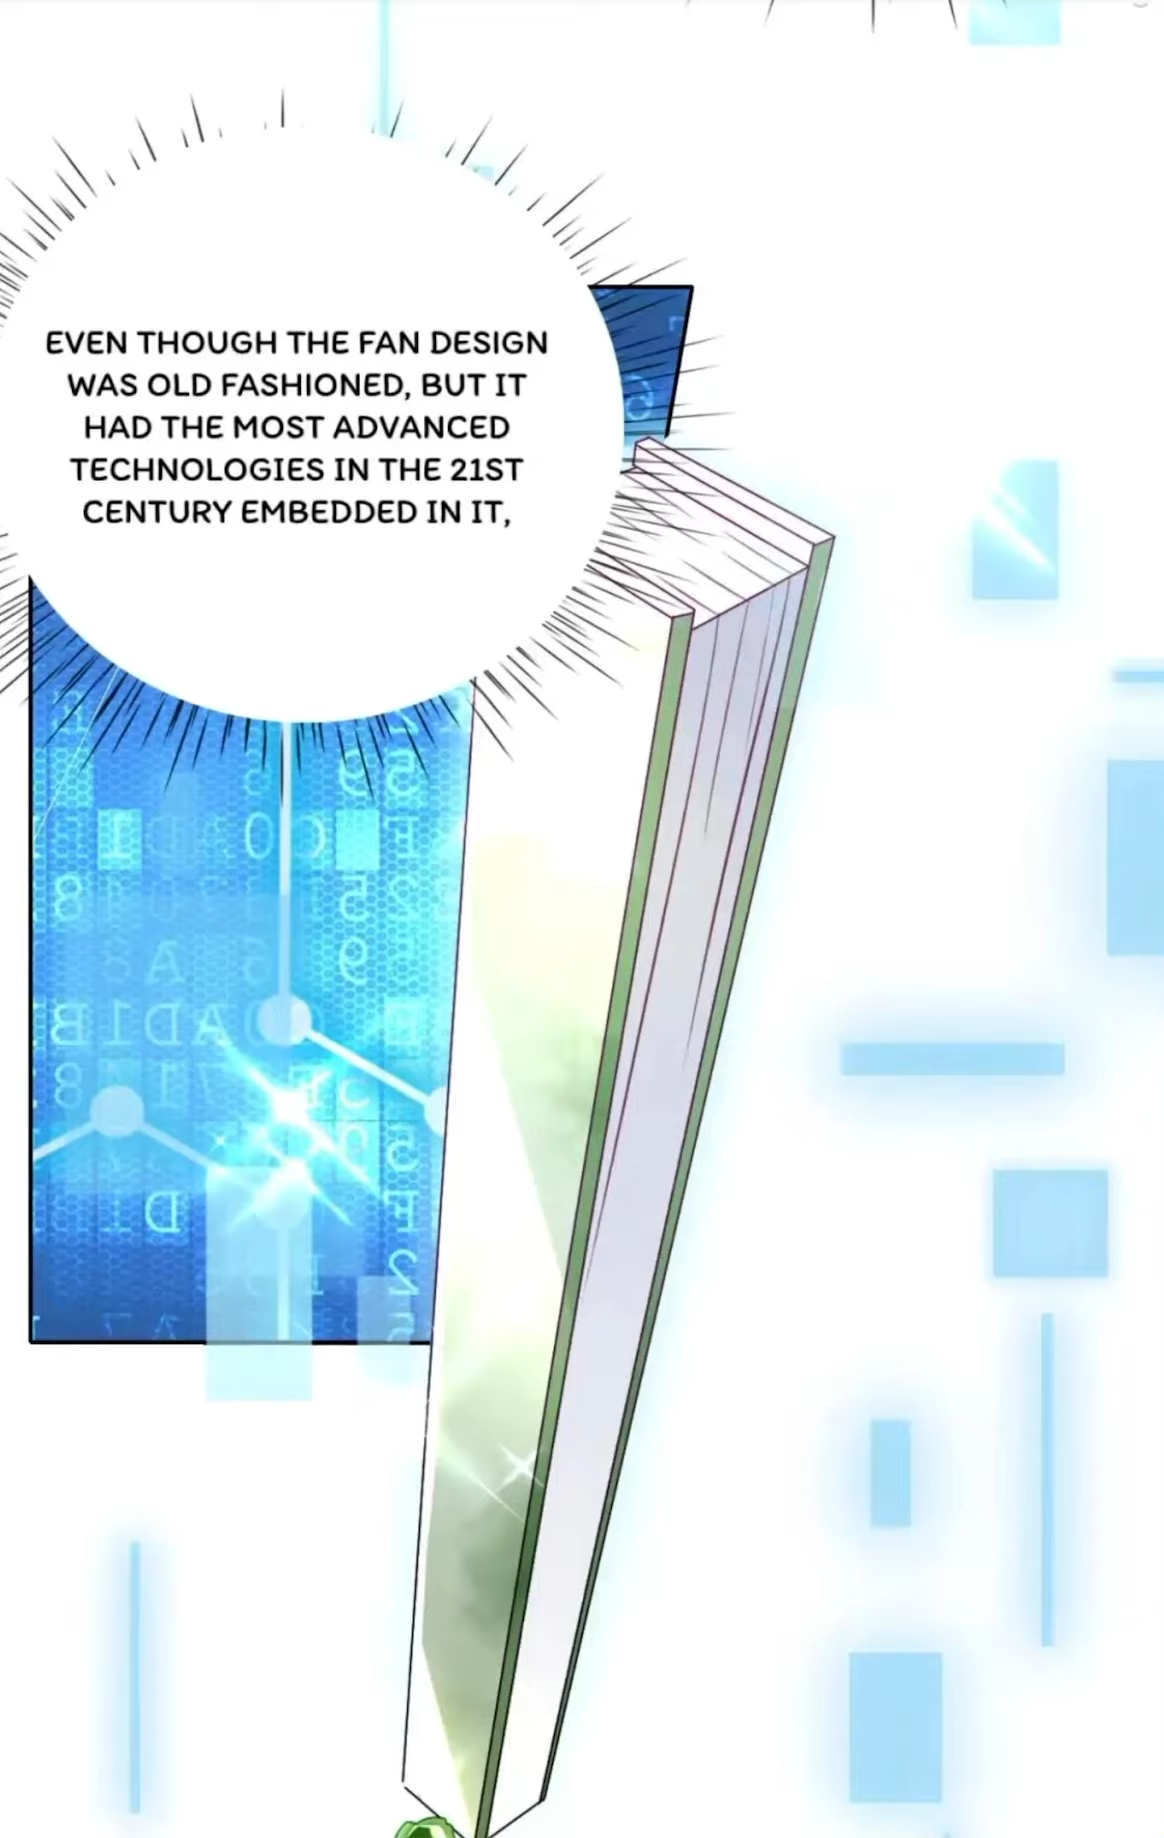 EVEN THOUGH THE FAN DESIGN
WAS OLD FASHIONED, BUT IT
HAD THE MOST ADVANCED
TECHNOLOGIES IN THE 21ST
CENTURY EMBEDDED IN IT,